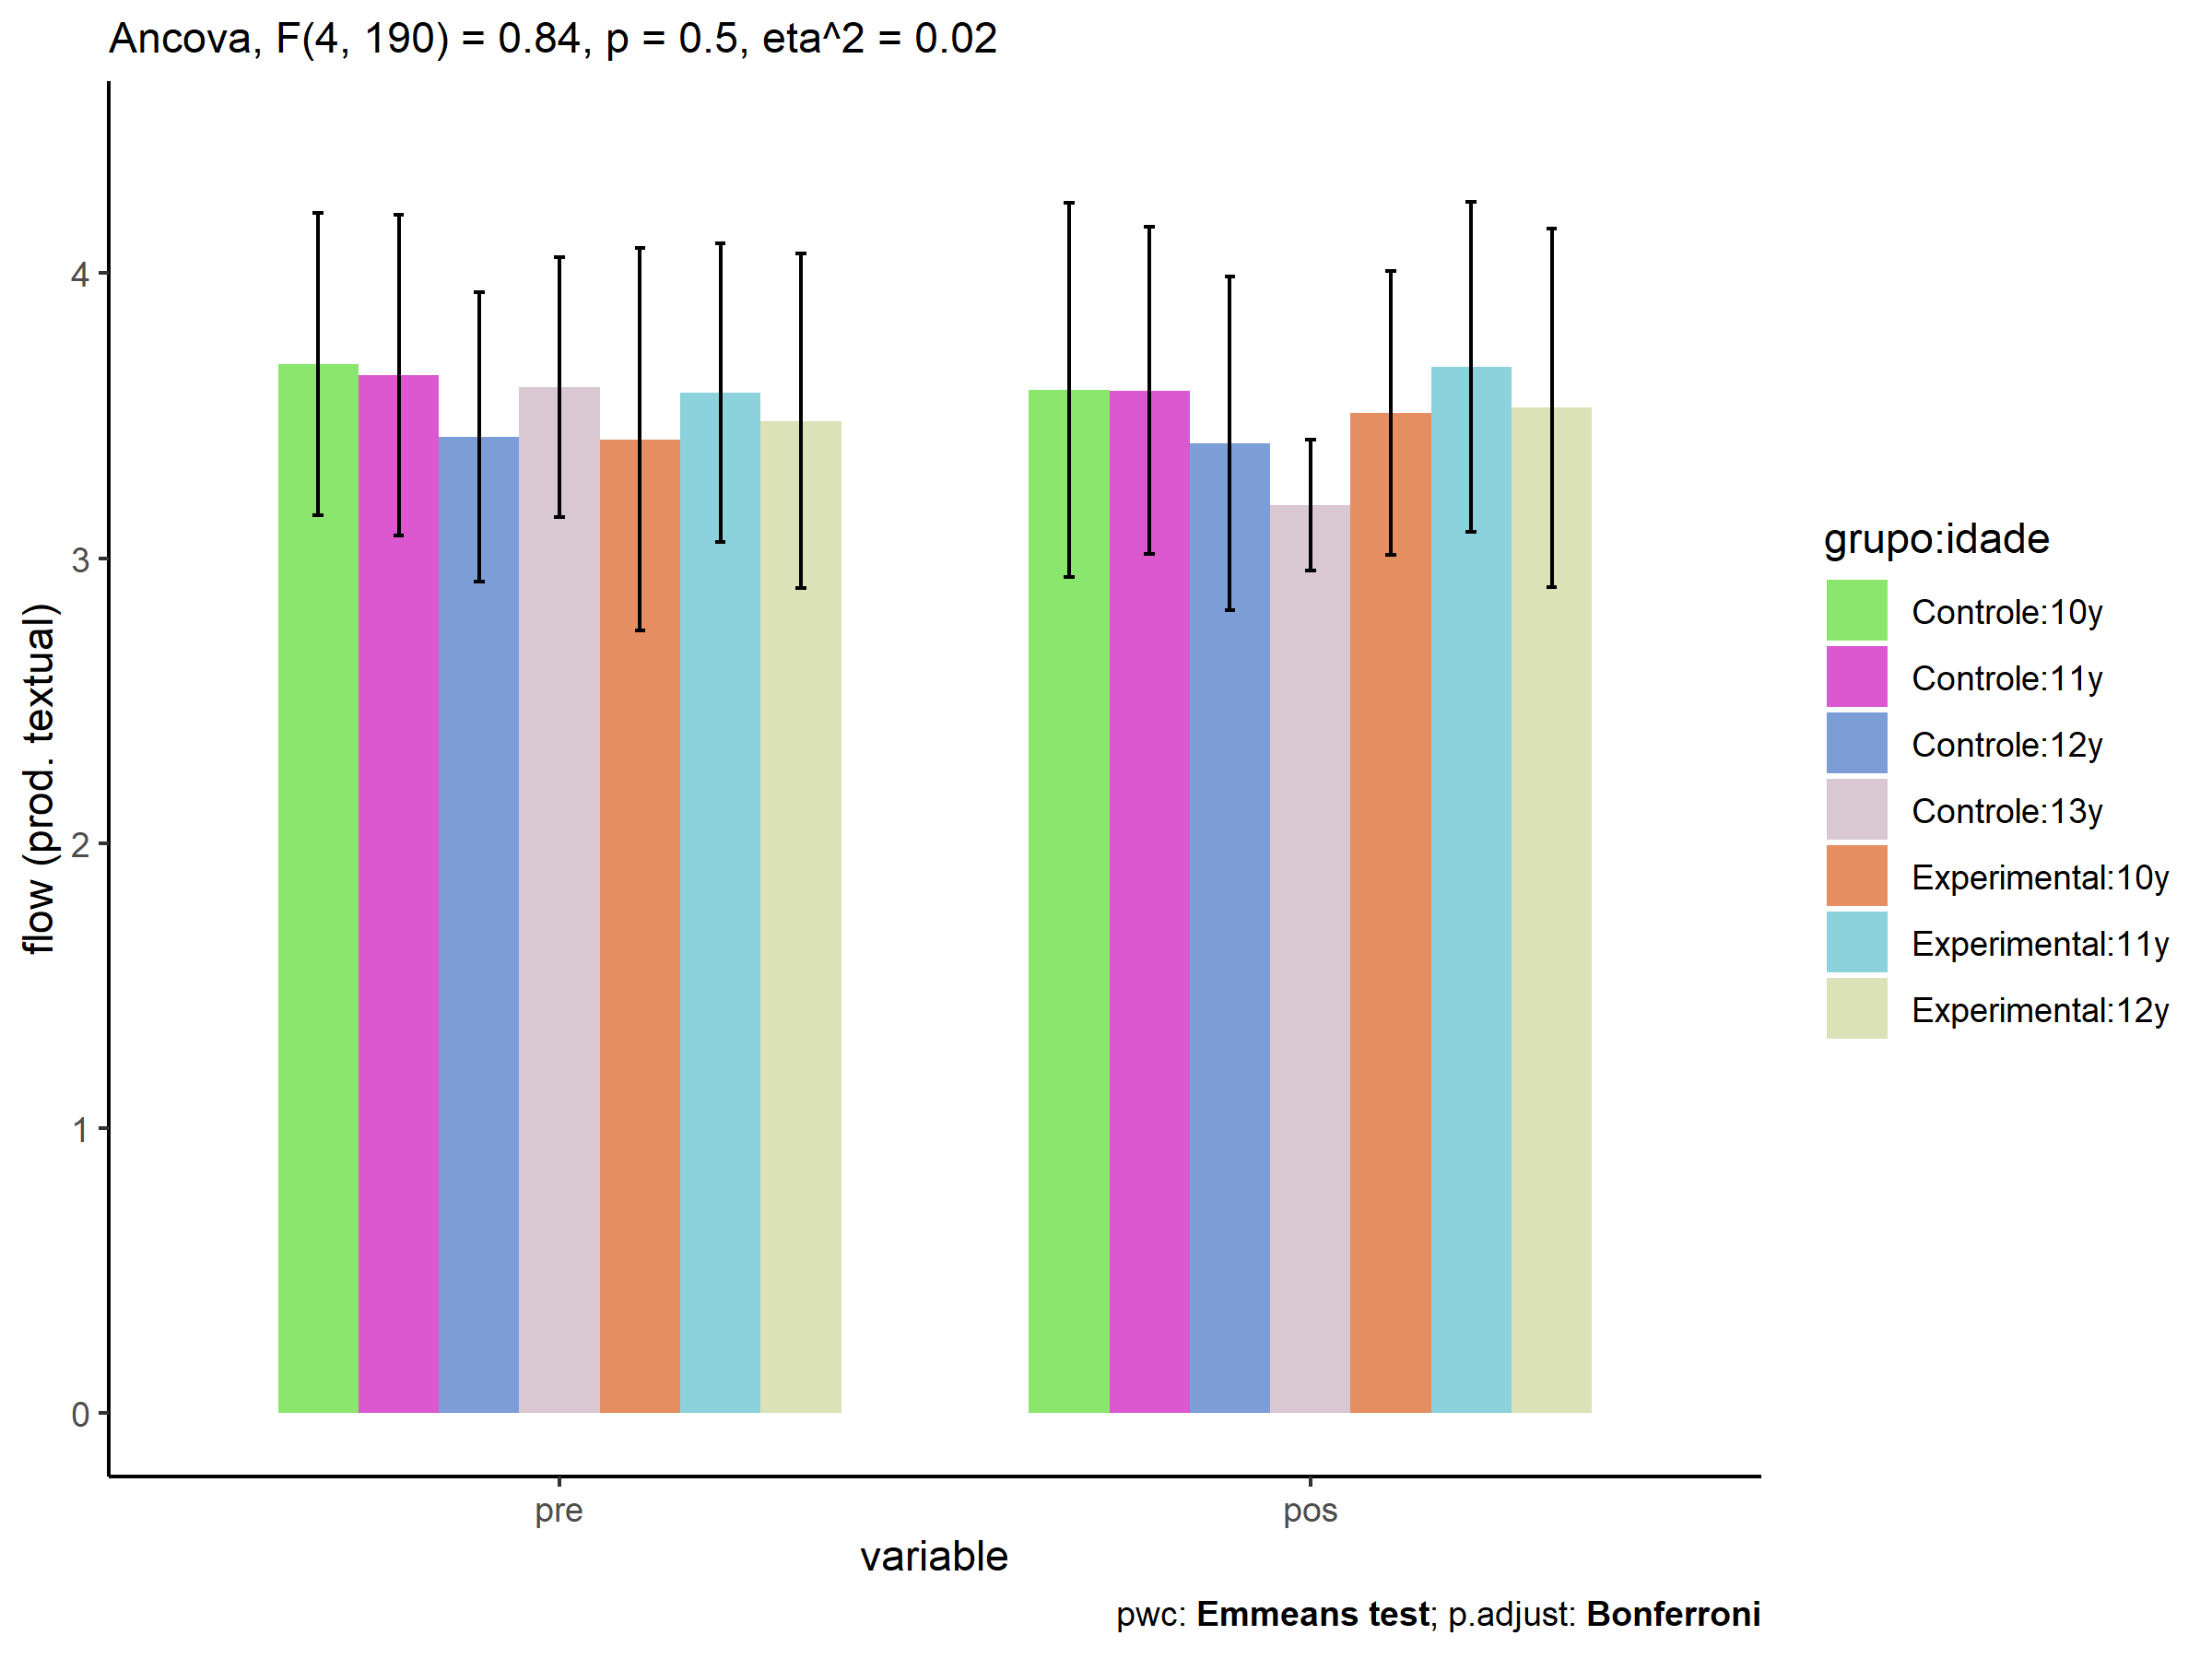 Ancova, F(4, 190) = 0.84, p = 0.5, eta^2 = 0.02
flow (prod. textual)
4
3
2
1
0
pre
pos
variable
grupo:idade
Controle:10y
Controle:11y
Controle:12y
Controle:13y
Experimental:10y
Experimental:11y
Experimental:12y
pwc: Emmeans test; p.adjust: Bonferroni